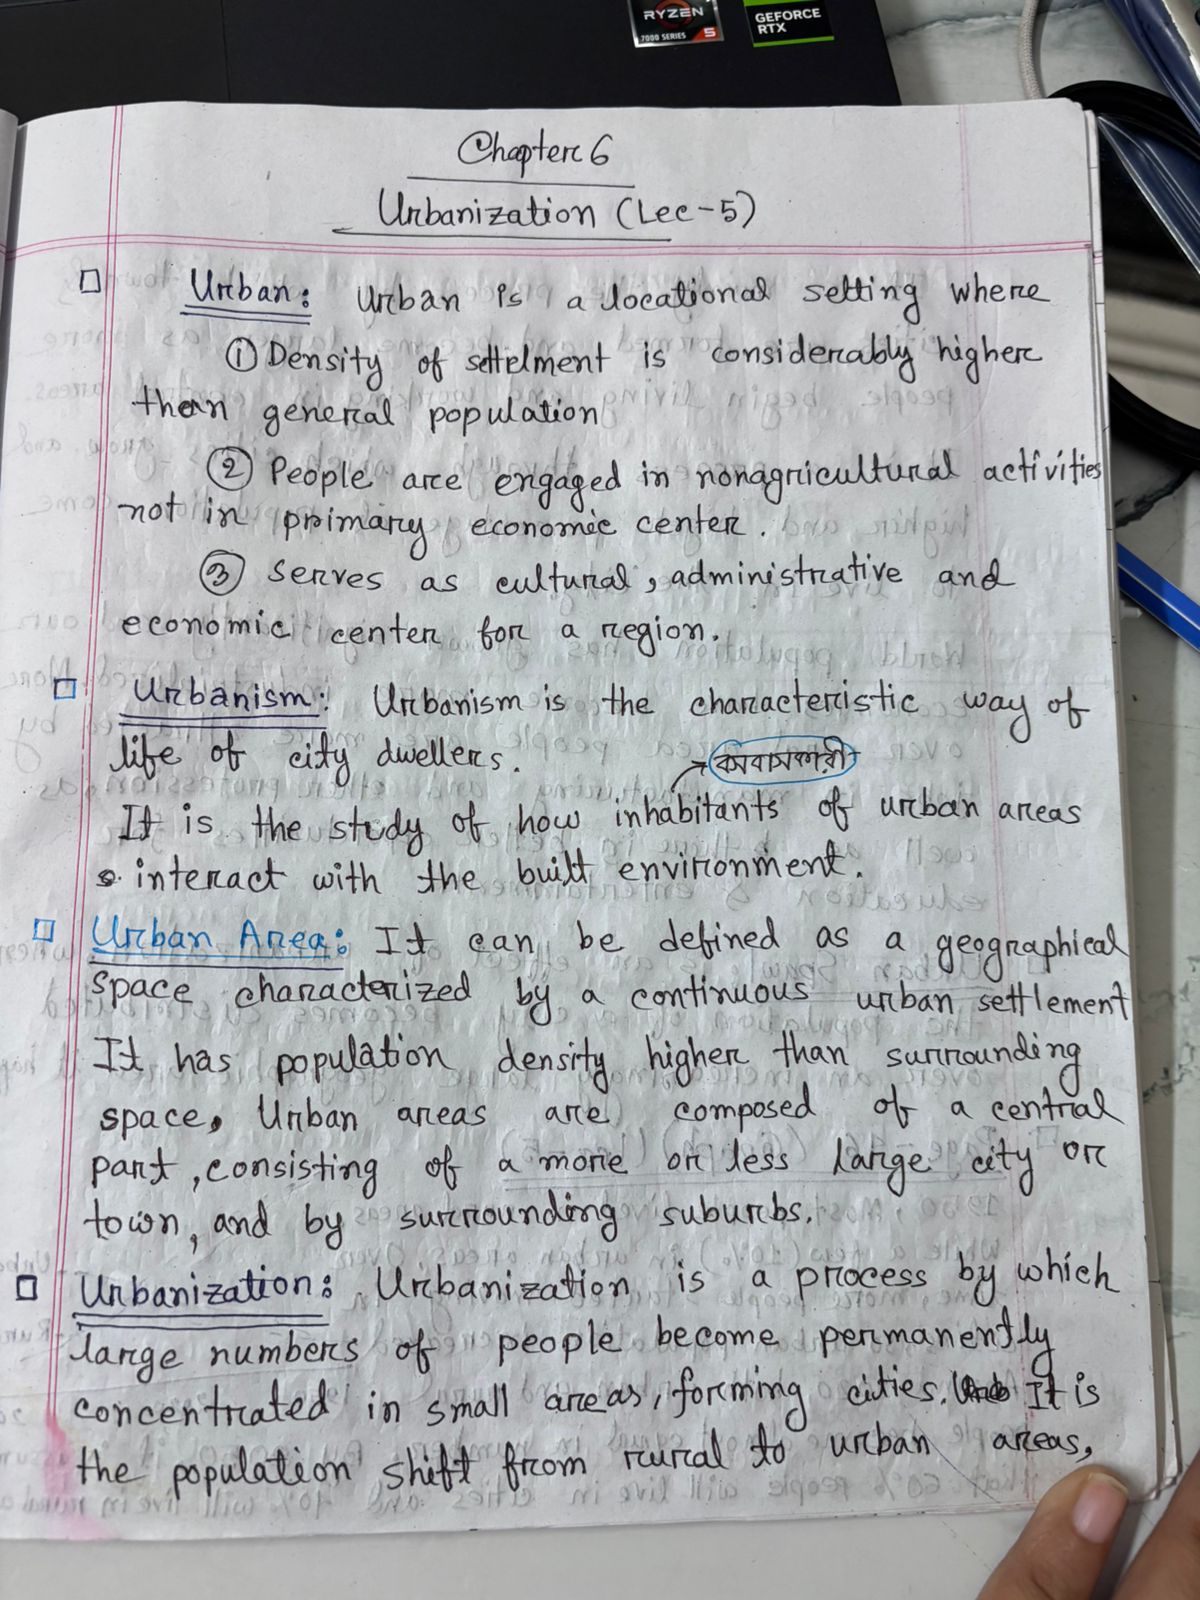 RYZEN
7000 SERIES 5
GEFORCE
RTX
Chapter 6
Urbanization (Lec-5)
Urban: Urban is a locational setting where
① Density of settelment is considerably higher
than general population
② People are engaged in nonagricultural activities
not in primary economic center.
③ Serves as cultural, administrative and
economic center for a region.
Urbanism: Urbanism is the characteristic way of
life of city dwellers.
বসবাসকারী
It is the study of how inhabitants of urban areas
interact with the built environment.
Urban Area: It can be defined as a geographical
space characterized by a continuous urban settlement
It has population density higher than surrounding
space. Urban areas are composed of a central
part, consisting of a more or less large city or
town, and by surrounding suburbs.
Urbanization: Urbanization is a process by which
large numbers of people become permanently
concentrated in small areas, forming cities. It is
the population shift from rural to urban areas,